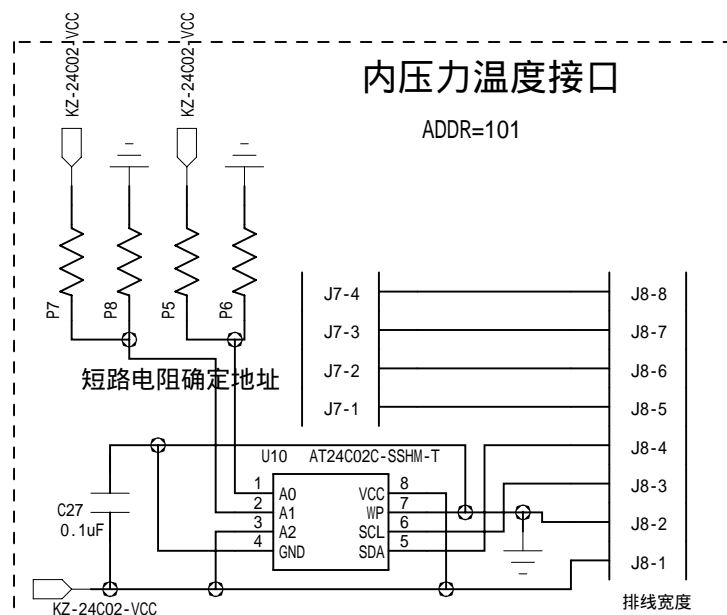 KZ-24C02-VCC
KZ-24C02-VCC
内压力温度接口
ADDR=101
P7
P8
P5
P6
J7-4
J8-8
J7-3
J8-7
J7-2
J8-6
短路电阻确定地址
J7-1
J8-5
J8-4
U10 AT24C02C-SSHM-T
C27
0.1uF
1 A0 VCC 8
2 A1 WP 7
3 A2 SCL 6
4 GND SDA 5
J8-3
J8-2
J8-1
KZ-24C02-VCC
排线宽度